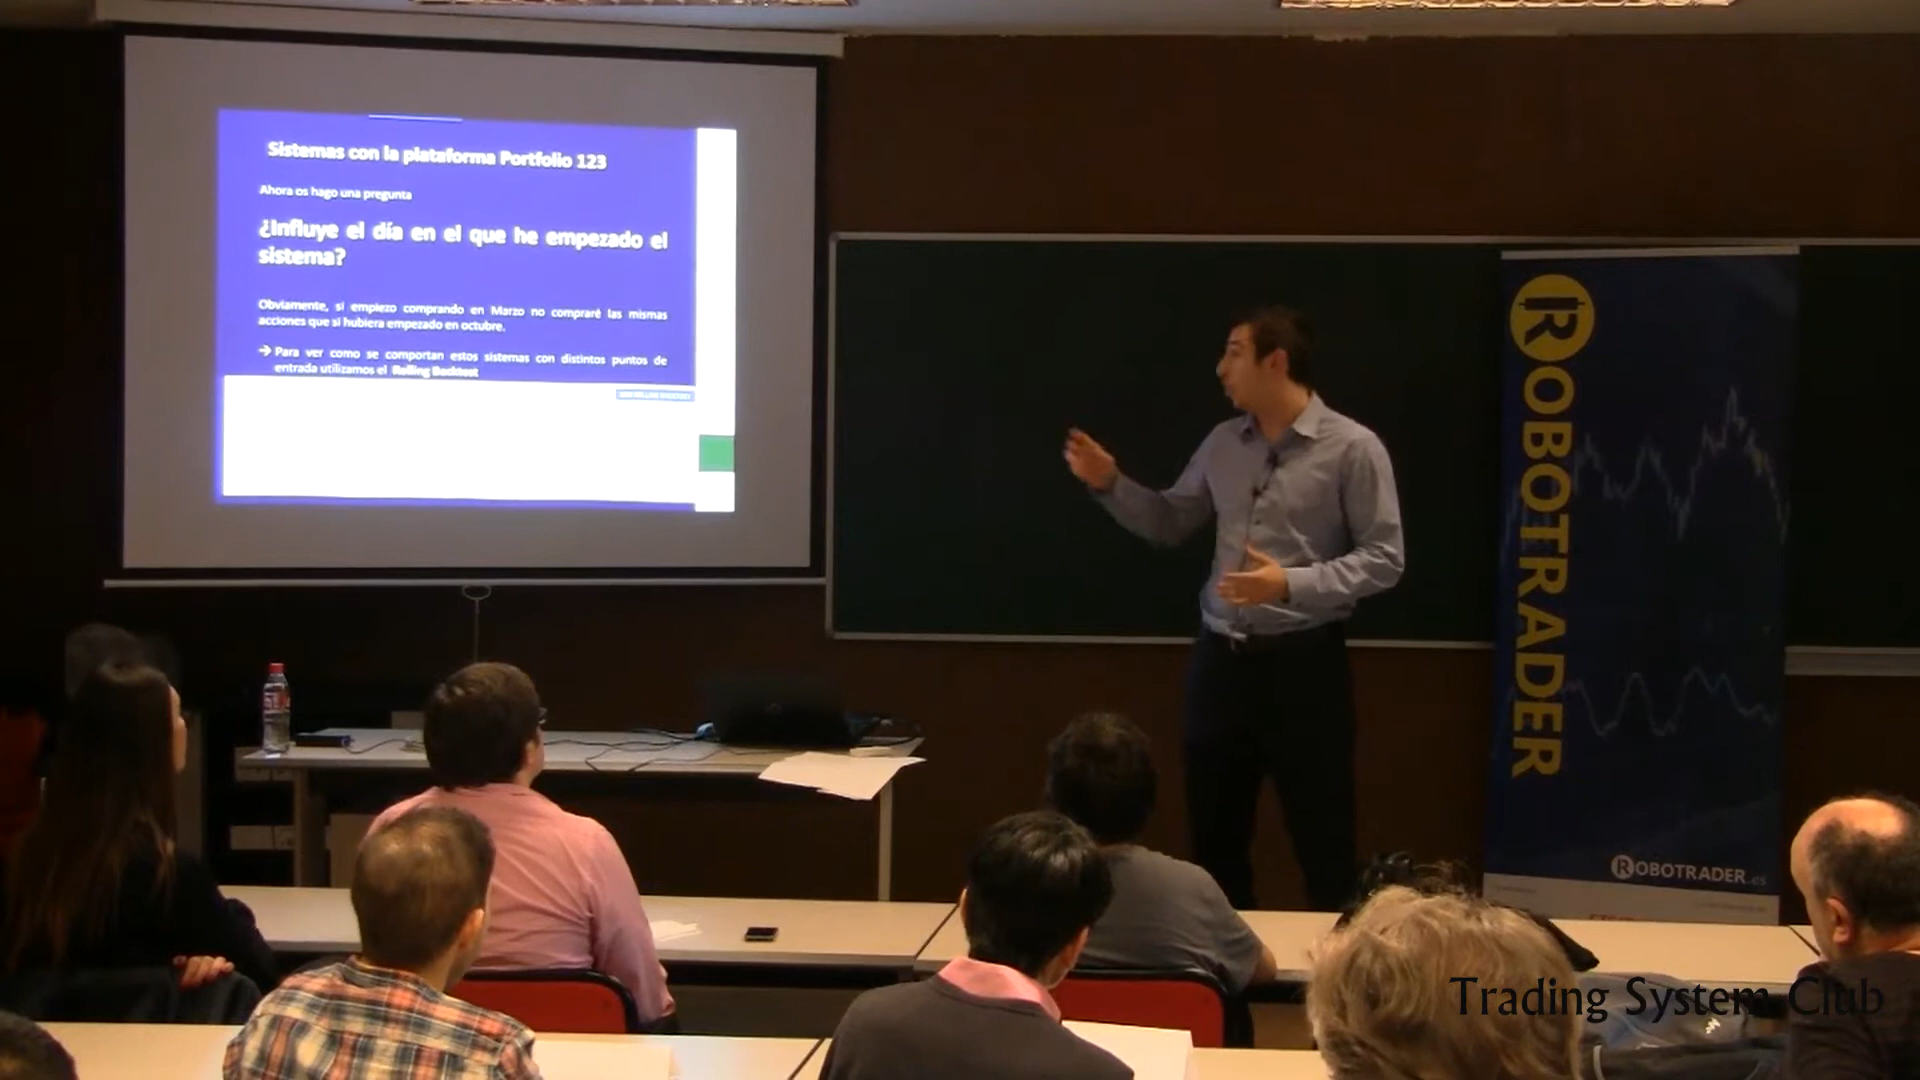 Sistemas con la plataforma Portfolio 123
Ahora os hago una pregunta
¿Influye el día en el que he empezado el
sistema?
Obviamente, si empiezo comprando en Marzo no compraré las mismas
acciones que si hubiera empezado en octubre.
→ Para ver como se comportan estos sistemas con distintos puntos de
entrada utilizamos el Rolling Backtest
ROBOTRADER
ROBOTRADER.es
Trading System Club